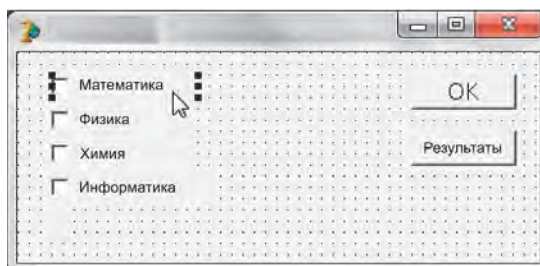 Математика
OK
Физика
Результаты
Химия
Информатика